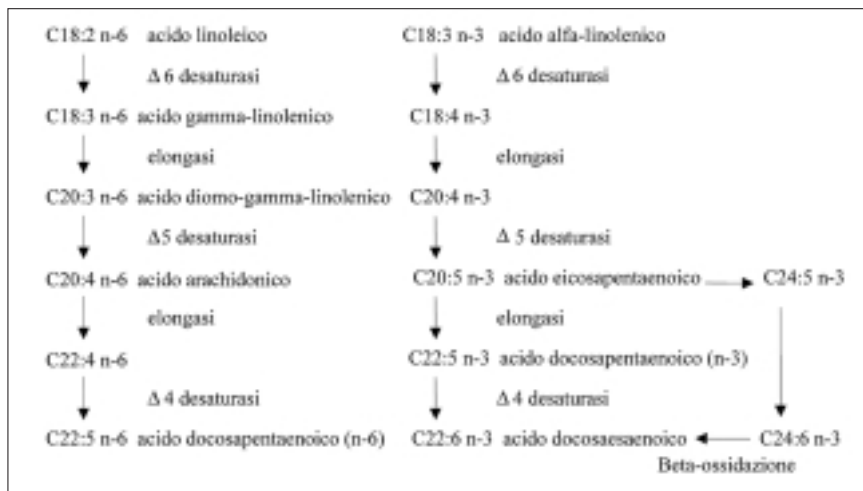 C18:2 n-6 acido linoleico C18:3 n-3 acido alfa-linolenico
Δ 6 desaturasi Δ 6 desaturasi
C18:3 n-6 acido gamma-linolenico C18:4 n-3
elongasi elongasi
C20:3 n-6 acido diomo-gamma-linolenico C20:4 n-3
Δ5 desaturasi Δ 5 desaturasi
C20:4 n-6 acido arachidonico C20:5 n-3 acido eicosapentaenoico C24:5 n-3
elongasi elongasi
C22:4 n-6 C22:5 n-3 acido docosapentaenoico (n-3)
Δ 4 desaturasi Δ 4 desaturasi
C22:5 n-6 acido docosapentaenoico (n-6) C22:6 n-3 acido docosaesaenoico C24:6 n-3
Beta-ossidazione